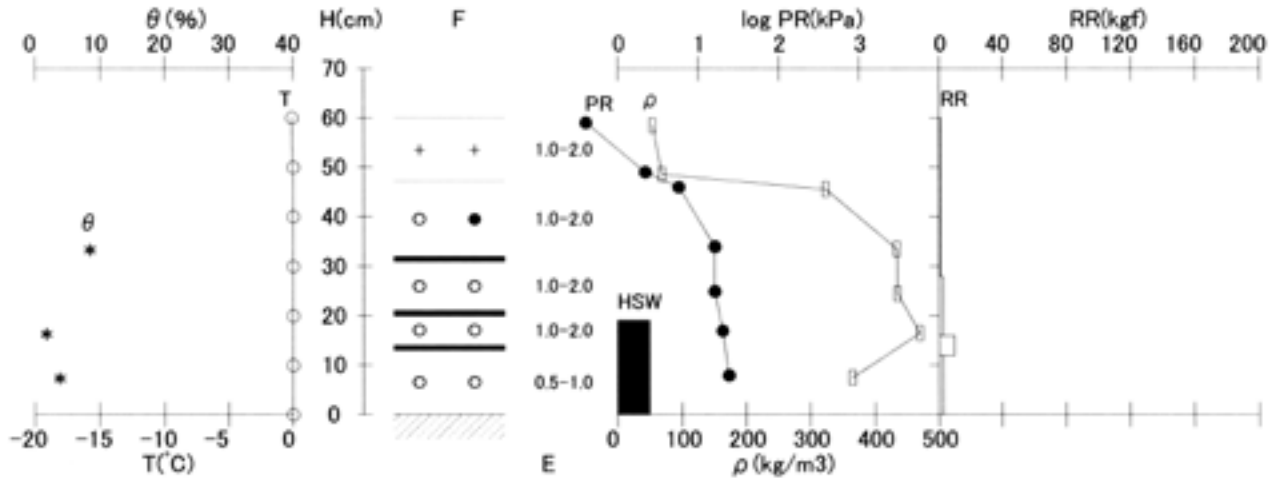 θ(%) H(cm) F log PR(kPa) RR(kgf)
0 10 20 30 40 0 1 2 3 0 40 80 120 160 200
70
T PR ρ RR
60
1.0-2.0
50
θ 40 1.0-2.0
30
1.0-2.0
HSW
20
1.0-2.0
10
0.5-1.0
0
-20 -15 -10 -5 0 0 100 200 300 400 500
T(°C) E ρ(kg/m3)